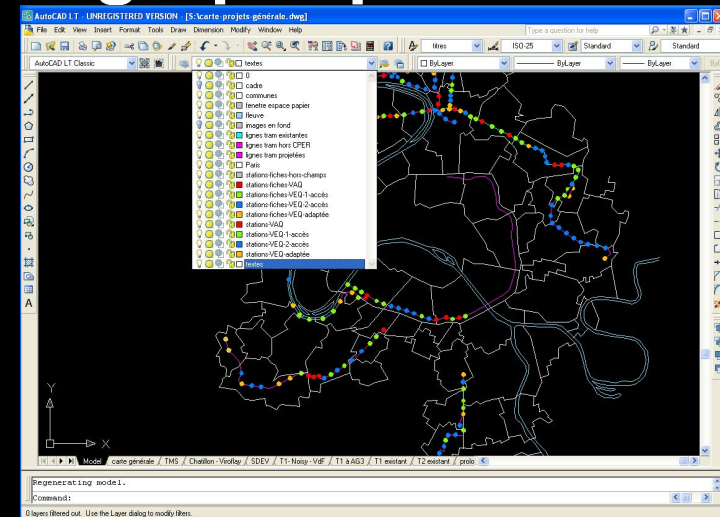 AutoCAD LT - UNREGISTERED VERSION - [S:\carte-projets-générale.dwg]
File Edit View Insert Format Tools Draw Dimension Modify Window Help
Type a question for help
titres ISO-25 Standard Standard
AutoCAD LT Classic textes ByLayer ByLayer ByLayer
0
cadre
communes
fenetre espace papier
fleuve
images en fond
lignes tram existantes
lignes tram hors CPER
lignes tram projetées
Paris
stations-fiches-hors-champs
stations-fiches-VAQ
stations-fiches-VEQ-1-accès
stations-fiches-VEQ-2-accès
stations-fiches-VEQ-adaptée
stations-VAQ
stations-VEQ-1-accès
stations-VEQ-2-accès
stations-VEQ-adaptée
textes
Y
X
Model carte générale TMS Chatillon - Viroflay SDEV T1- Noisy - VdF T1 à AG3 T1 existant T2 existant prolo
Regenerating model.
Command:
0 layers filtered out. Use the Layer dialog to modify filters.